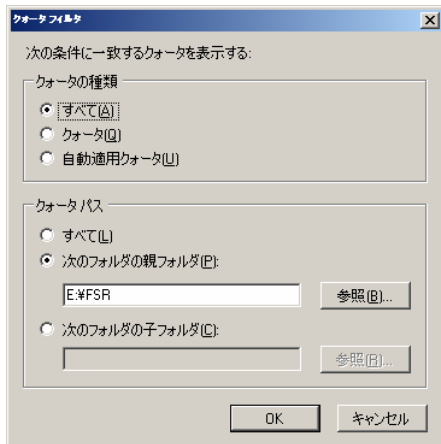 クォータ フィルタ
次の条件に一致するクォータを表示する:
クォータの種類
すべて(A)
クォータ(Q)
自動適用クォータ(U)
クォータ パス
すべて(L)
次のフォルダの親フォルダ(P):
E:¥FSR
参照(B)...
次のフォルダの子フォルダ(C):
参照(R)...
OK
キャンセル